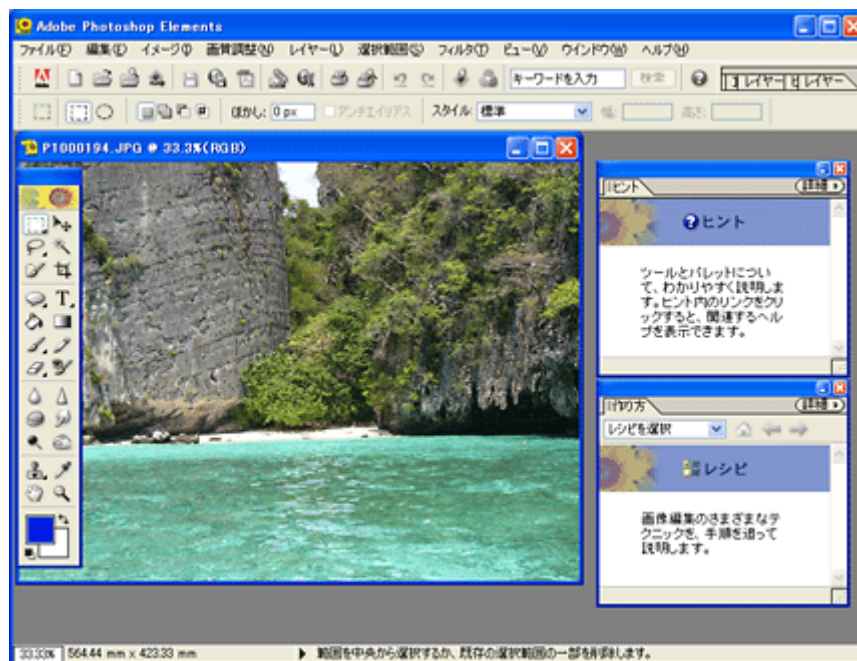 Adobe Photoshop Elements
ファイル(F) 編集(E) イメージ(I) 画質調整(N) レイヤー(L) 選択範囲(S) フィルタ(T) ビュー(V) ウインドウ(W) ヘルプ(H)
キーワードを入力 検索 レイヤー レイヤー
ぼかし: 0 px アンチエイリアス スタイル: 標準 幅: 高さ:
P1000194.JPG @ 33.3%(RGB)
ヒント 詳細
ヒント
ツールとパレットについ
て、わかりやすく説明しま
す。ヒント内のリンクをクリ
ックすると、関連するヘル
プを表示できます。
作り方 詳細
レシピを選択
レシピ
画像編集のさまざまなテ
クニックを、手順を追って
説明します。
33.33% 564.44 mm x 423.33 mm 範囲を中央から選択するか、既存の選択範囲の一部を削除します。